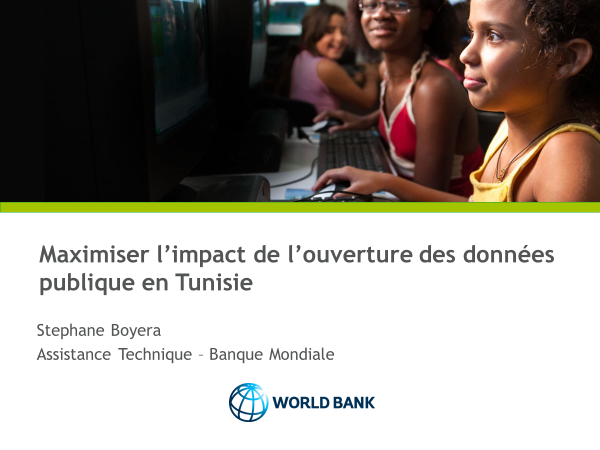 Maximiser l’impact de l’ouverture des données
publique en Tunisie
Stephane Boyera
Assistance Technique – Banque Mondiale
WORLD BANK